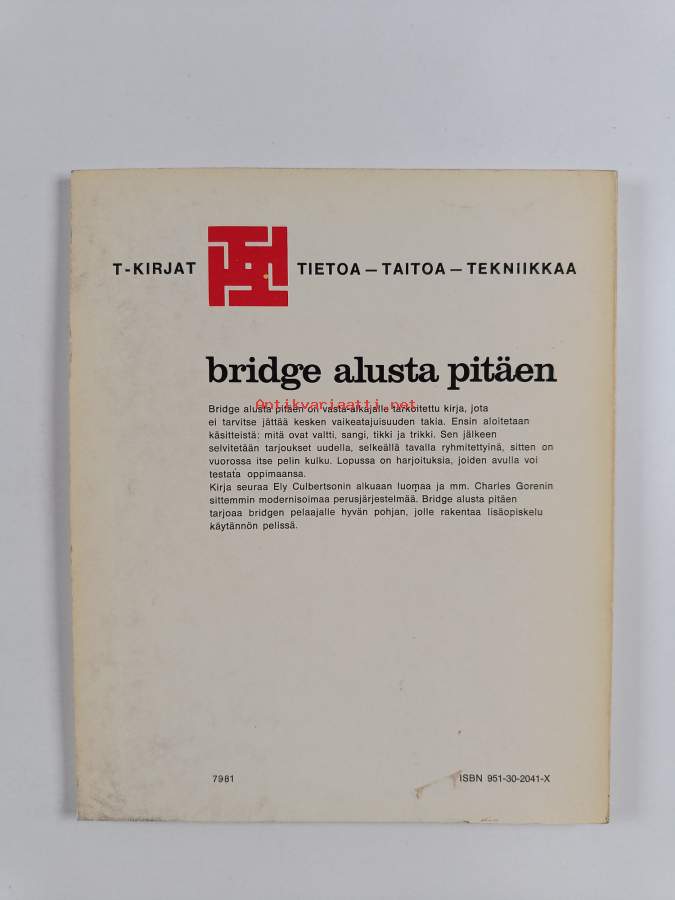 T-KIRJAT TIETOA – TAITOA – TEKNIIKKAA
bridge alusta pitäen
Antikvariaatti.net
Bridge alusta pitäen on vasta-alkajalle tarkoitettu kirja, jota
ei tarvitse jättää kesken vaikeatajuisuuden takia. Ensin aloitetaan
käsitteistä: mitä ovat valtti, sangi, tikki ja trikki. Sen jälkeen
selvitetään tarjoukset uudella, selkeällä tavalla ryhmitettyinä, sitten on
vuorossa itse pelin kulku. Lopussa on harjoituksia, joiden avulla voi
testata oppimaansa.
Kirja seuraa Ely Culbertsonin alkuaan luomaa ja mm. Charles Gorenin
sittemmin modernisoimaa perusjärjestelmää. Bridge alusta pitäen
tarjoaa bridgen pelaajalle hyvän pohjan, jolle rakentaa lisäopiskelu
käytännön pelissä.
7981 ISBN 951-30-2041-X